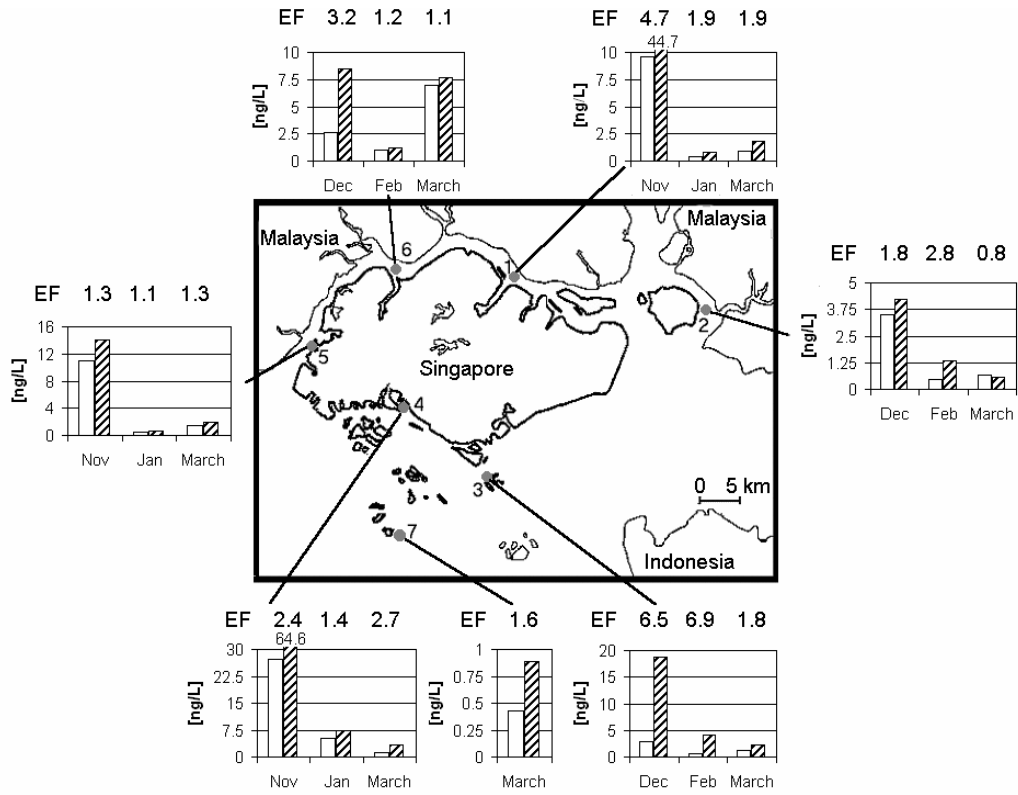 EF 3.2 1.2 1.1
10
7.5
5
2.5
0
[ng/L]
Dec Feb March
EF 4.7 1.9 1.9
44.7
10
7.5
5
2.5
0
[ng/L]
Nov Jan March
EF 1.8 2.8 0.8
5
3.75
2.5
1.25
0
[ng/L]
Dec Feb March
EF 1.3 1.1 1.3
16
12
8
4
0
[ng/L]
Nov Jan March
Malaysia
Malaysia
6
1
2
5
Singapore
4
3
7
0 5 km
Indonesia
EF 2.4 1.4 2.7
64.6
30
22.5
15
7.5
0
[ng/L]
Nov Jan March
EF 1.6
1
0.75
0.5
0.25
0
[ng/L]
March
EF 6.5 6.9 1.8
20
15
10
5
0
[ng/L]
Dec Feb March